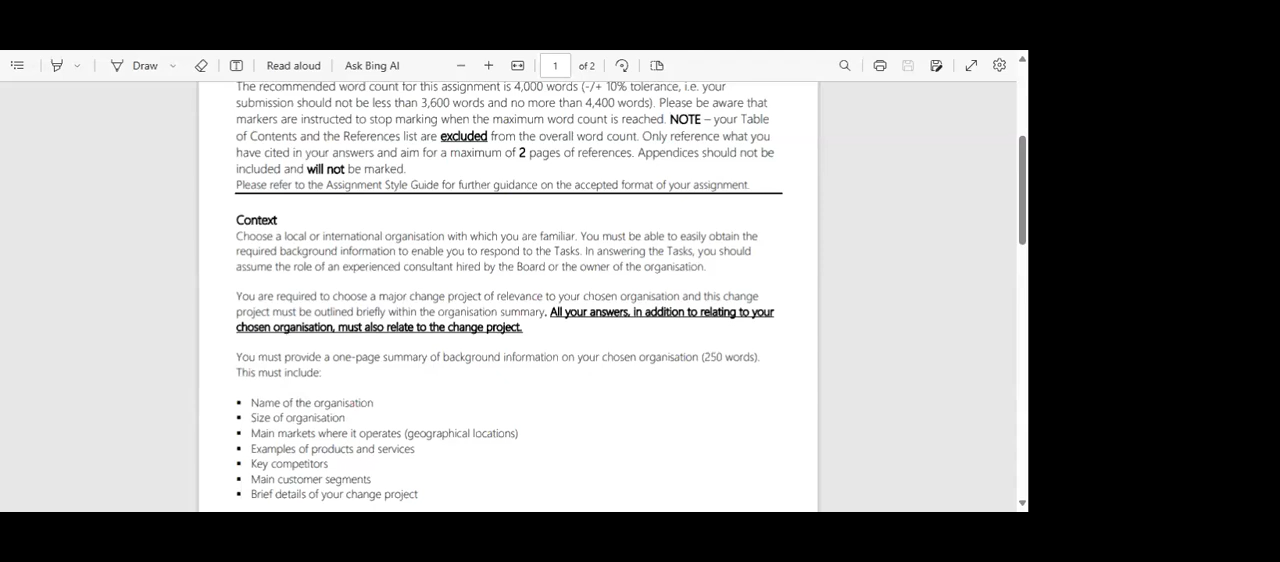 Draw
Read aloud
Ask Bing AI
1
of 2
The recommended word count for this assignment is 4,000 words (-/+ 10% tolerance, i.e. your
submission should not be less than 3,600 words and no more than 4,400 words). Please be aware that
markers are instructed to stop marking when the maximum word count is reached. NOTE – your Table
of Contents and the References list are excluded from the overall word count. Only reference what you
have cited in your answers and aim for a maximum of 2 pages of references. Appendices should not be
included and will not be marked.
Please refer to the Assignment Style Guide for further guidance on the accepted format of your assignment.
Context
Choose a local or international organisation with which you are familiar. You must be able to easily obtain the
required background information to enable you to respond to the Tasks. In answering the Tasks, you should
assume the role of an experienced consultant hired by the Board or the owner of the organisation.
You are required to choose a major change project of relevance to your chosen organisation and this change
project must be outlined briefly within the organisation summary. All your answers, in addition to relating to your
chosen organisation, must also relate to the change project.
You must provide a one-page summary of background information on your chosen organisation (250 words).
This must include:
▪ Name of the organisation
▪ Size of organisation
▪ Main markets where it operates (geographical locations)
▪ Examples of products and services
▪ Key competitors
▪ Main customer segments
▪ Brief details of your change project